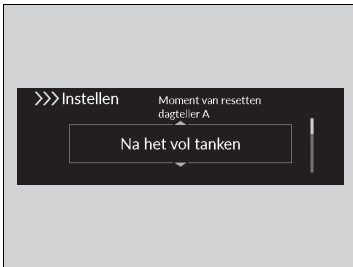 >>> Instellen
Moment van resetten
dagteller A
Na het vol tanken